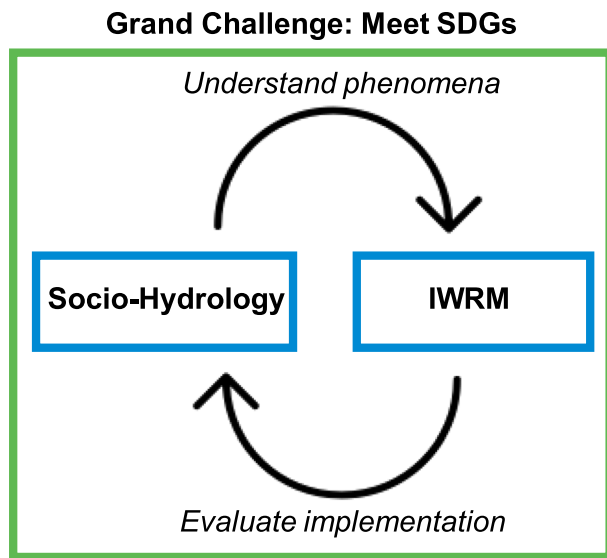 Grand Challenge: Meet SDGs
Understand phenomena
Socio-Hydrology
IWRM
Evaluate implementation